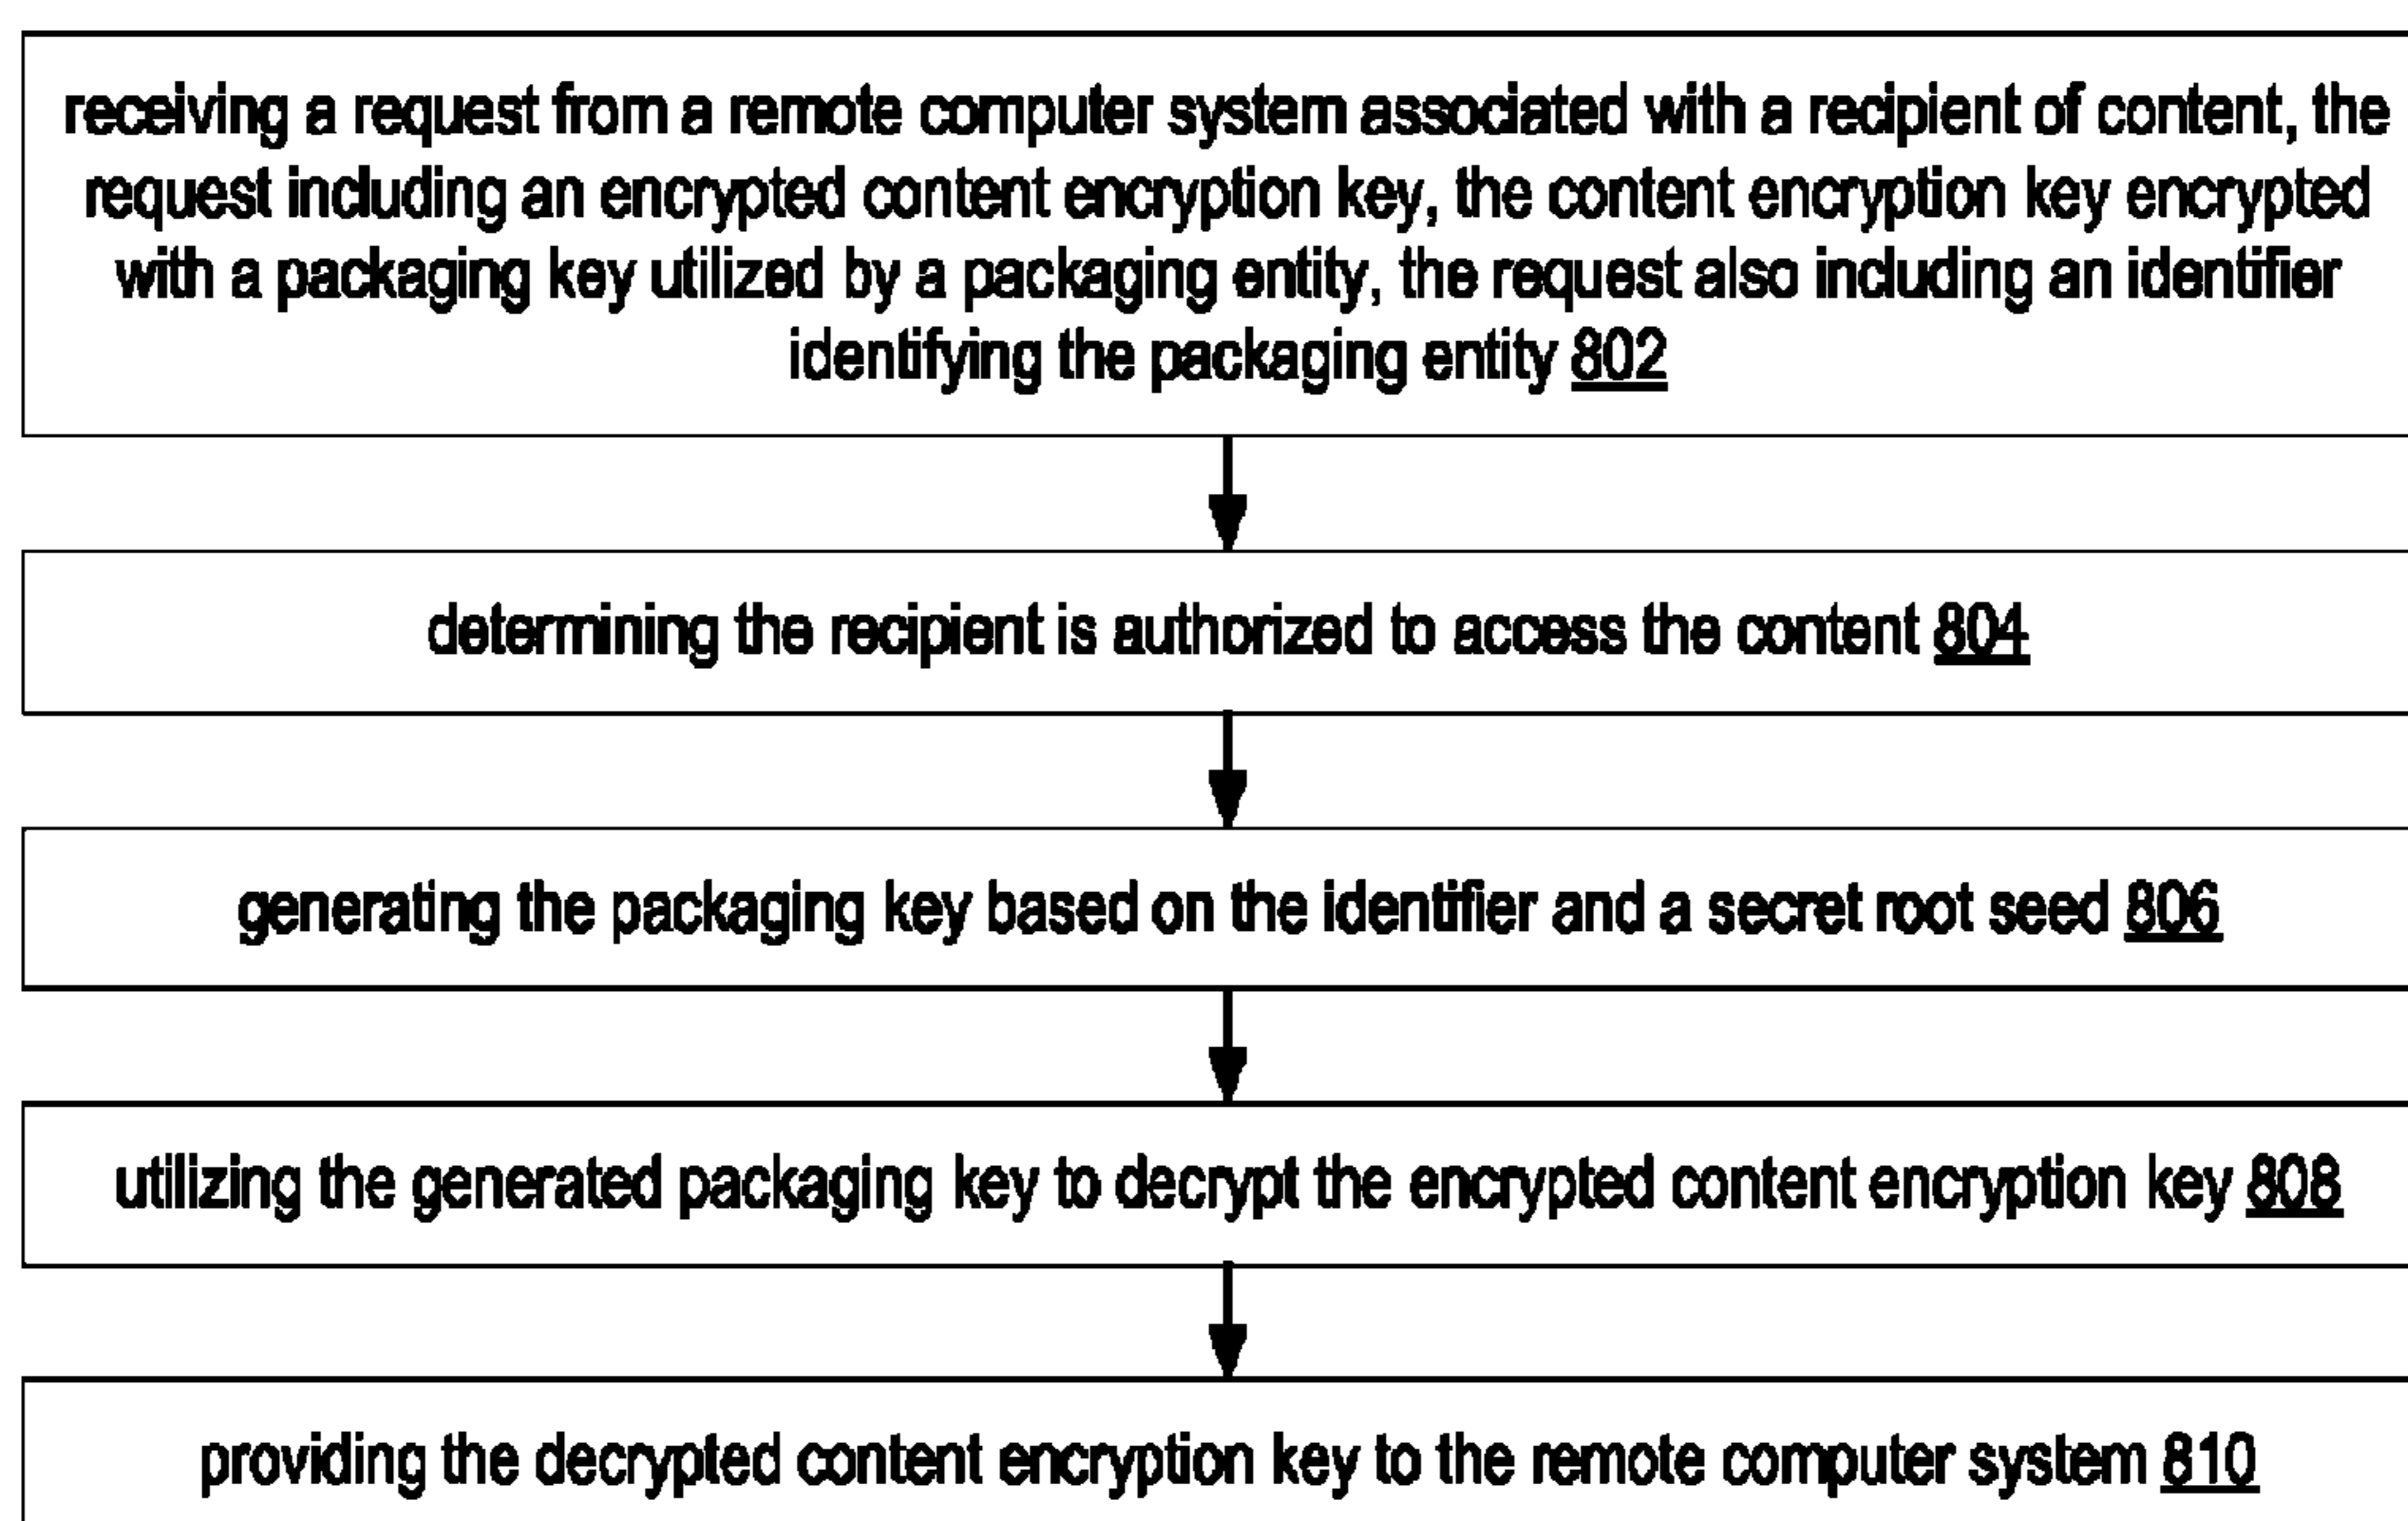 receiving a request from a remote computer system associated with a recipient of content, the
request including an encrypted content encryption key, the content encryption key encrypted
with a packaging key utilized by a packaging entity, the request also including an identifier
identifying the packaging entity 802
determining the recipient is authorized to access the content 804
generating the packaging key based on the identifier and a secret root seed 806
utilizing the generated packaging key to decrypt the encrypted content encryption key 808
providing the decrypted content encryption key to the remote computer system 810